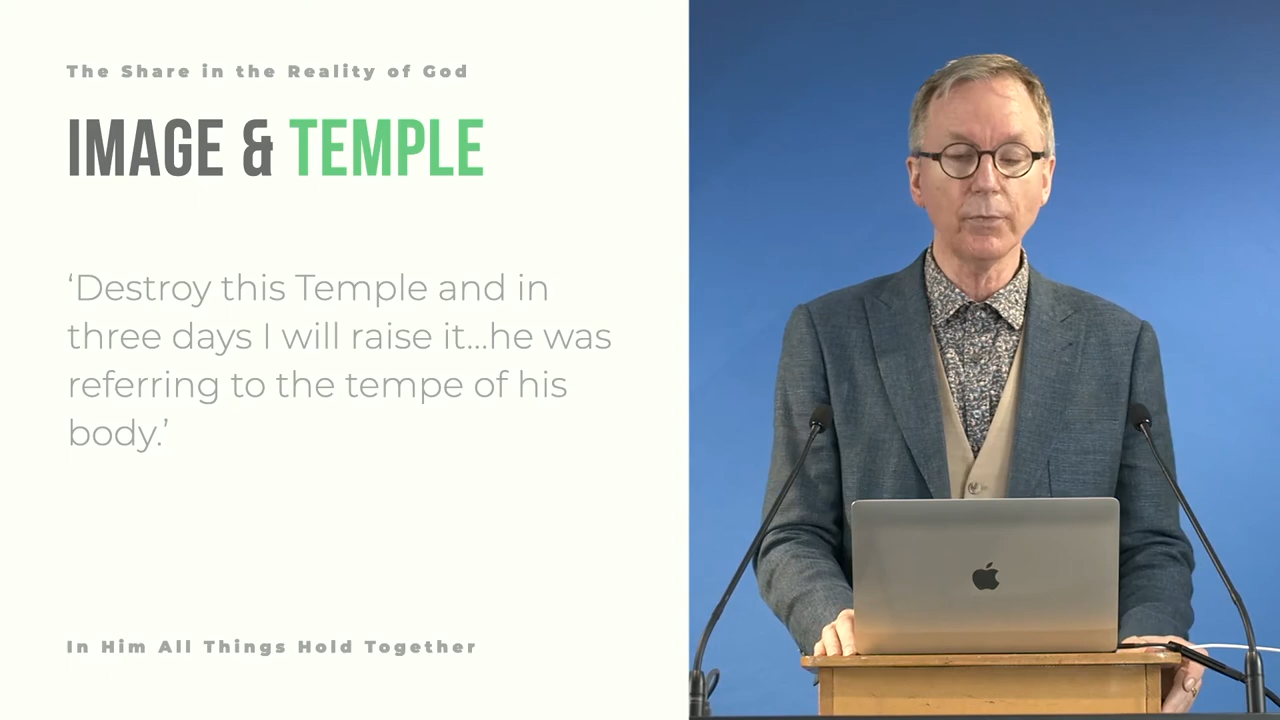 The Share in the Reality of God
IMAGE & TEMPLE
‘Destroy this Temple and in
three days I will raise it...he was
referring to the tempe of his
body.’
In Him All Things Hold Together